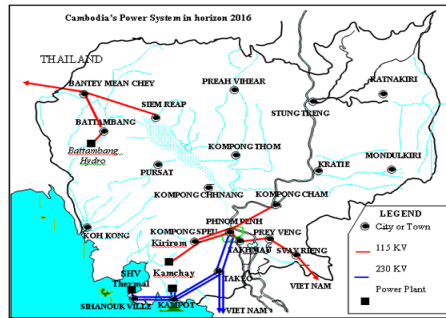 Cambodia's Power System in horizon 2016
THAILAND
BANTEY MEAN CHEY
PREAH VIHEAR
RATNAKIRI
SIEM REAP
STUNG TRENG
BATTAMBANG
Battambang
Hydro
KOMPONG THOM
PURSAT
KRATIE
MONDULKIRI
KOMPONG CHHNANG
KOMPONG CHAM
PHNOM PENH
KOMPONG SPEU
PREY VENG
KOH KONG
Kirirom
TAKHMAU
SVAY RIENG
SHV
Thermal
Kamchay
TAKEO
VIET NAM
SIHANOUK VILLE
KAMPOT
VIET NAM
LEGEND
City or Town
115 KV
230 KV
Power Plant